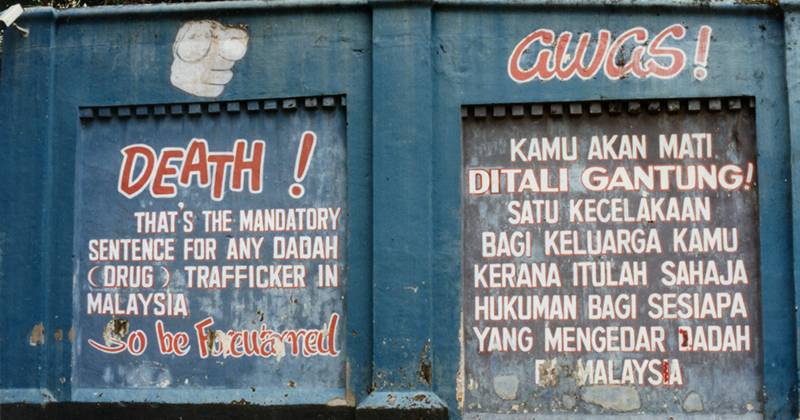 DEATH !
THAT'S THE MANDATORY
SENTENCE FOR ANY DADAH
(DRUG) TRAFFICKER IN
MALAYSIA
So be Forewarned
AWAS!
KAMU AKAN MATI
DITALI GANTUNG!
SATU KECELAKAAN
BAGI KELUARGA KAMU
KERANA ITULAH SAHAJA
HUKUMAN BAGI SESIAPA
YANG MENGEDAR DADAH
DI MALAYSIA